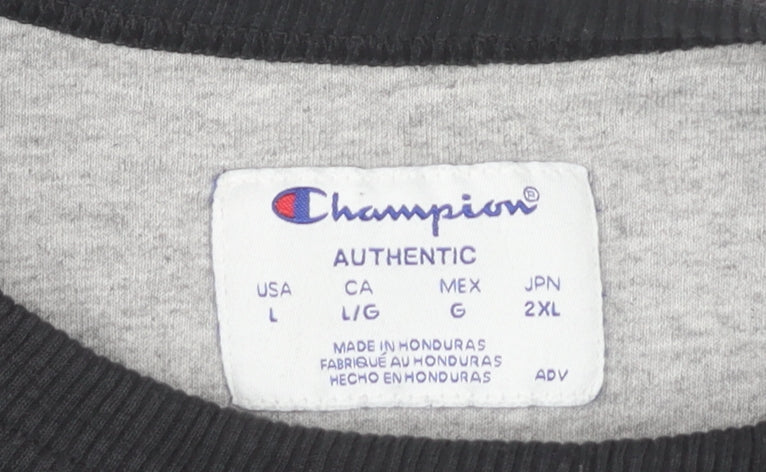 Champion®
AUTHENTIC
USA CA MEX JPN
L L/G G 2XL
MADE IN HONDURAS
FABRIQUÉ AU HONDURAS
HECHO EN HONDURAS ADV